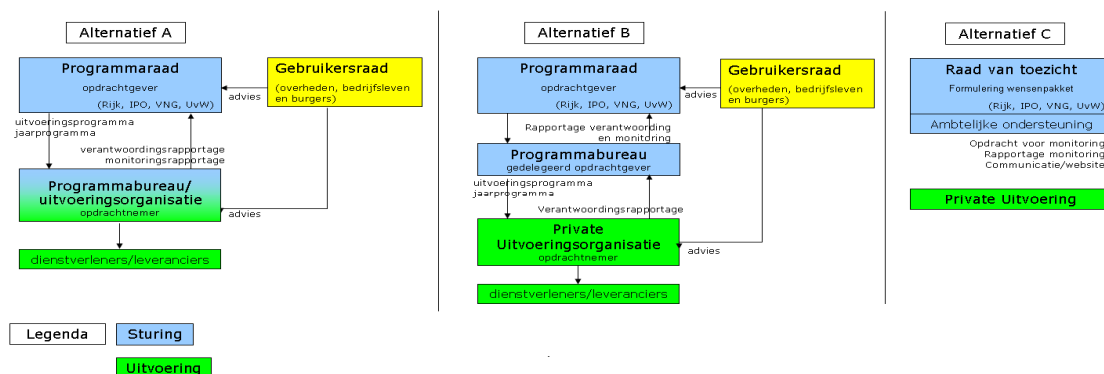 Alternatief A
Programmaraad
opdrachtgever
(Rijk, IPO, VNG, UvW)
Gebruikersraad
(overheden, bedrijfsleven
en burgers)
advies
uitvoeringsprogramma
jaarprogramma
verantwoordingsrapportage
monitoringsrapportage
Programmabureau/
uitvoeringsorganisatie
opdrachtnemer
advies
dienstverleners/leveranciers
Alternatief B
Programmaraad
opdrachtgever
(Rijk, IPO, VNG, UvW)
Gebruikersraad
(overheden, bedrijfsleven
en burgers)
advies
Rapportage verantwoording
en monitoring
Programmabureau
gedelegeerd opdrachtgever
uitvoeringsprogramma
jaarprogramma
Verantwoordingsrapportage
Private
Uitvoeringsorganisatie
opdrachtnemer
advies
dienstverleners/leveranciers
Alternatief C
Raad van toezicht
Formulering wensenpakket
(Rijk, IPO, VNG, UvW)
Ambtelijke ondersteuning
Opdracht voor monitoring
Rapportage monitoring
Communicatie/website
Private Uitvoering
Legenda
Sturing
Uitvoering